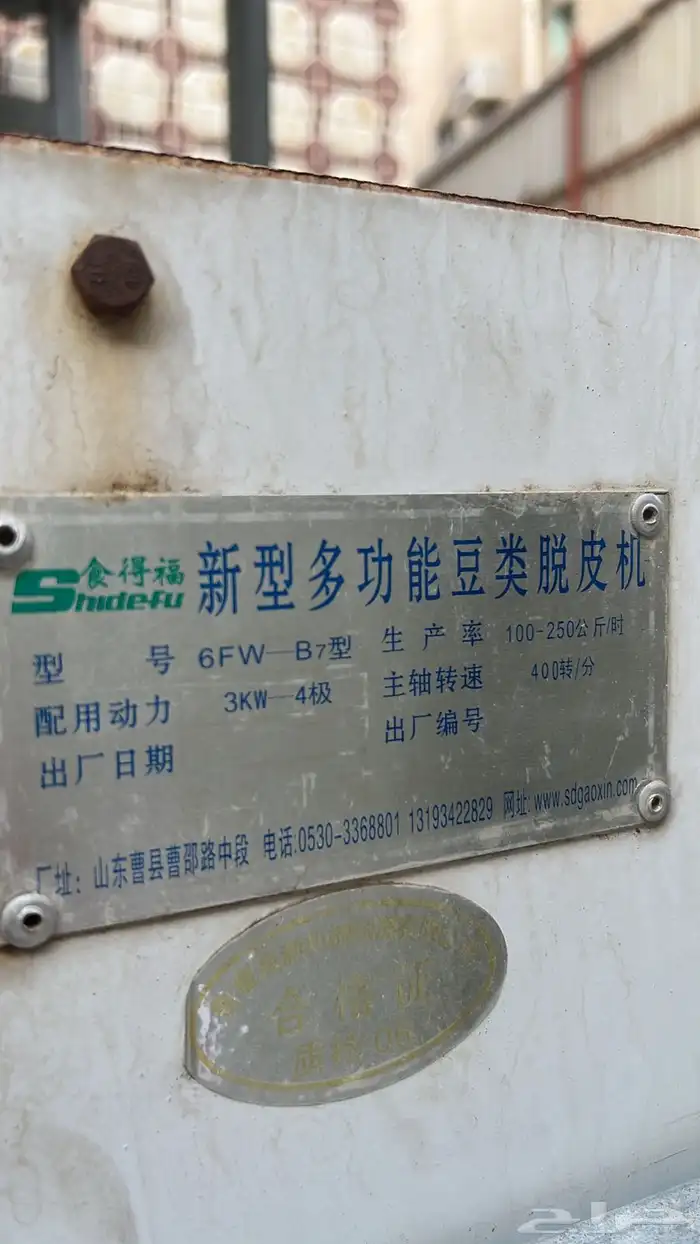 食得福
Shidefu
新型多功能豆类脱皮机
型 号 6FW—B7型 生产率 100-250公斤/时
配用动力 3KW—4极 主轴转速 400转/分
出厂日期 出厂编号
厂址：山东曹县曹邵路中段 电话:0530-3368801 13193422829 网址:www.sdgaoxin.com
合格证